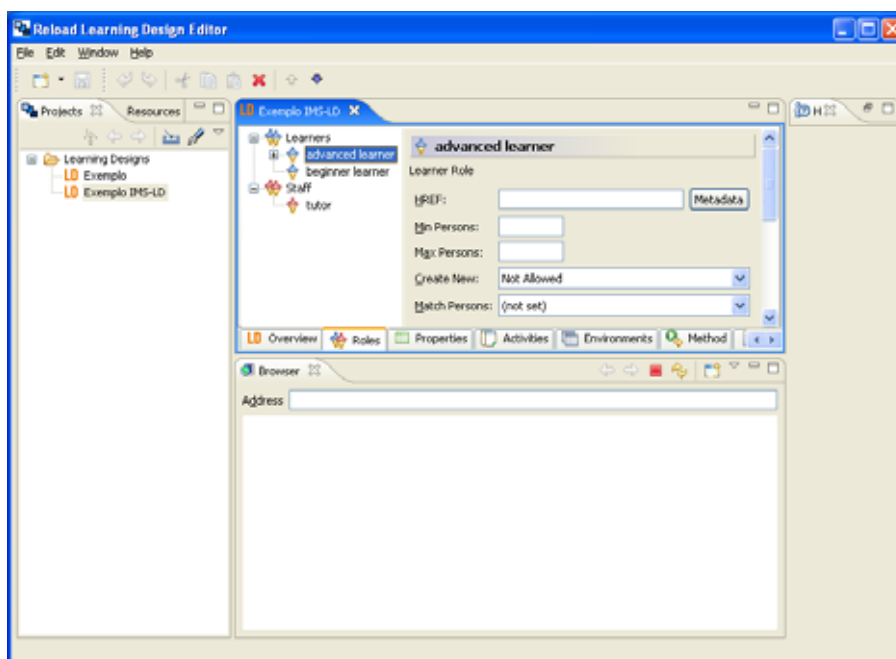 Reload Learning Design Editor
File Edit Window Help
Projects Resources
Learning Designs
Exemplo
Exemplo IMS-LD
LD Exemplo IMS-LD
Learners
advanced learner
beginner learner
Staff
tutor
advanced learner
Learner Role
HREF: Metadata
Min Persons:
Max Persons:
Create New: Not Allowed
Match Persons: (not set)
LD Overview Roles Properties Activities Environments Method
Browser
Address
H